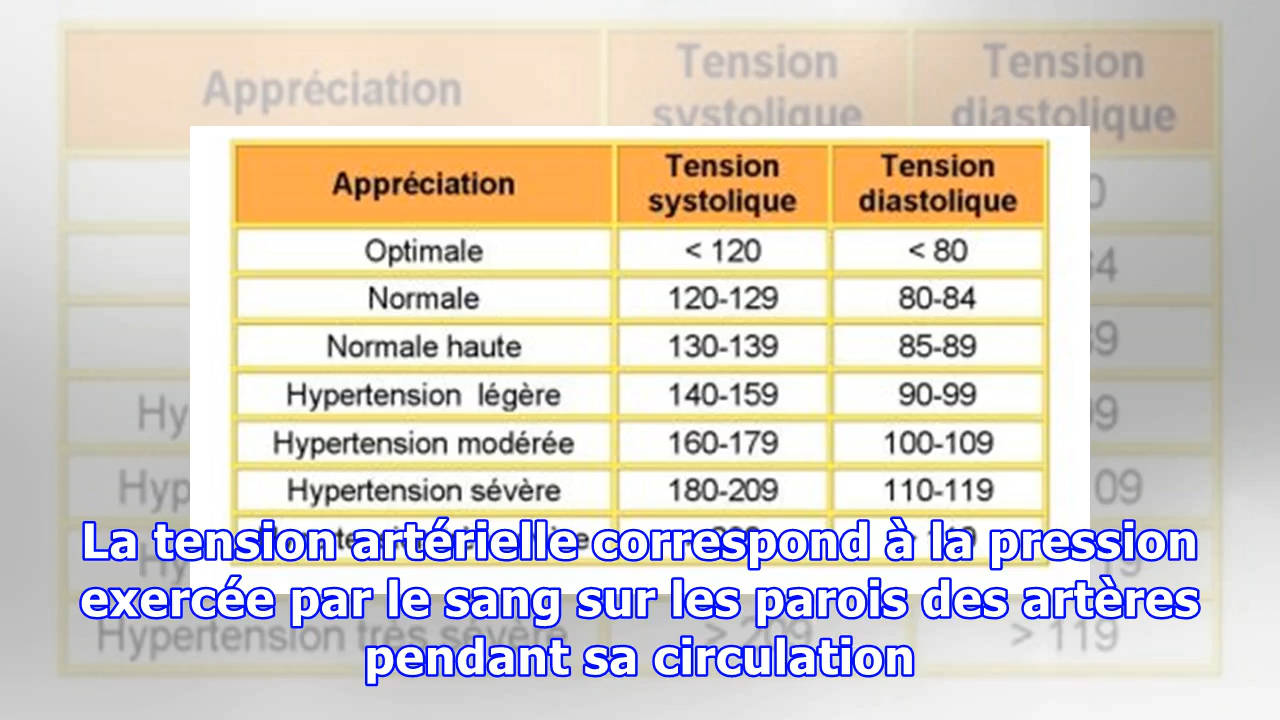 Appréciation Tension systolique Tension diastolique
Optimale < 120 < 80
Normale 120-129 80-84
Normale haute 130-139 85-89
Hypertension légère 140-159 90-99
Hypertension modérée 160-179 100-109
Hypertension sévère 180-209 110-119
La tension artérielle correspond à la pression
exercée par le sang sur les parois des artères
pendant sa circulation
Hypertension très sévère > 209 > 119